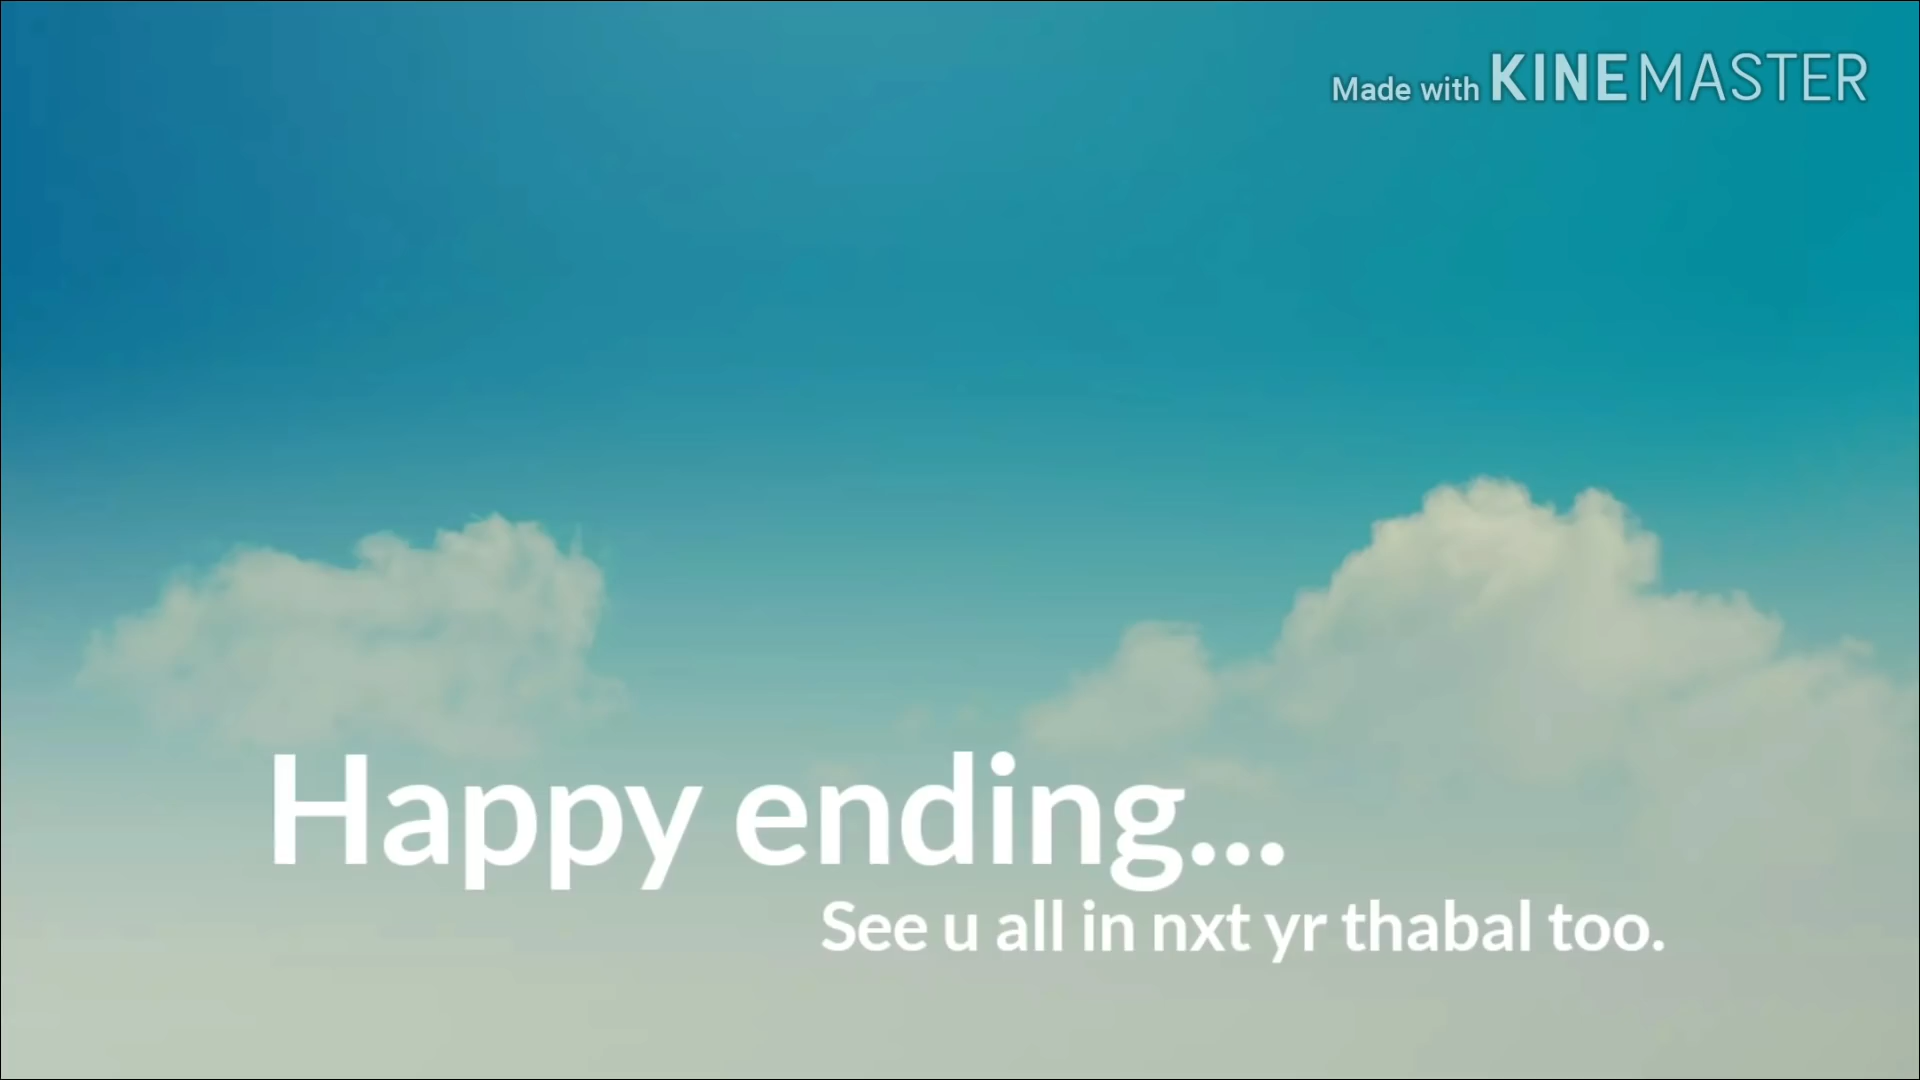 Made with KINEMASTER
Happy ending...
See u all in nxt yr thabal too.